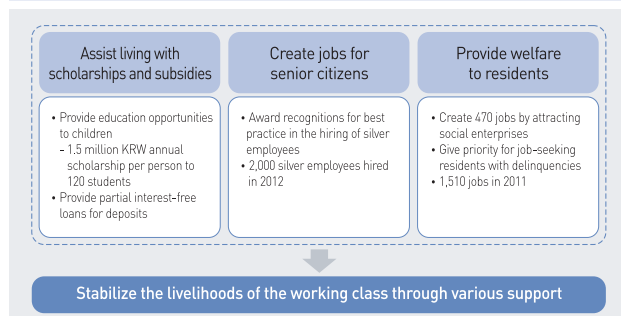 Assist living with
scholarships and subsidies
• Provide education opportunities
to children
- 1.5 million KRW annual
scholarship per person to
120 students
• Provide partial interest-free
loans for deposits
Create jobs for
senior citizens
• Award recognitions for best
practice in the hiring of silver
employees
• 2,000 silver employees hired
in 2012
Provide welfare
to residents
• Create 470 jobs by attracting
social enterprises
• Give priority for job-seeking
residents with delinquencies
• 1,510 jobs in 2011
Stabilize the livelihoods of the working class through various support